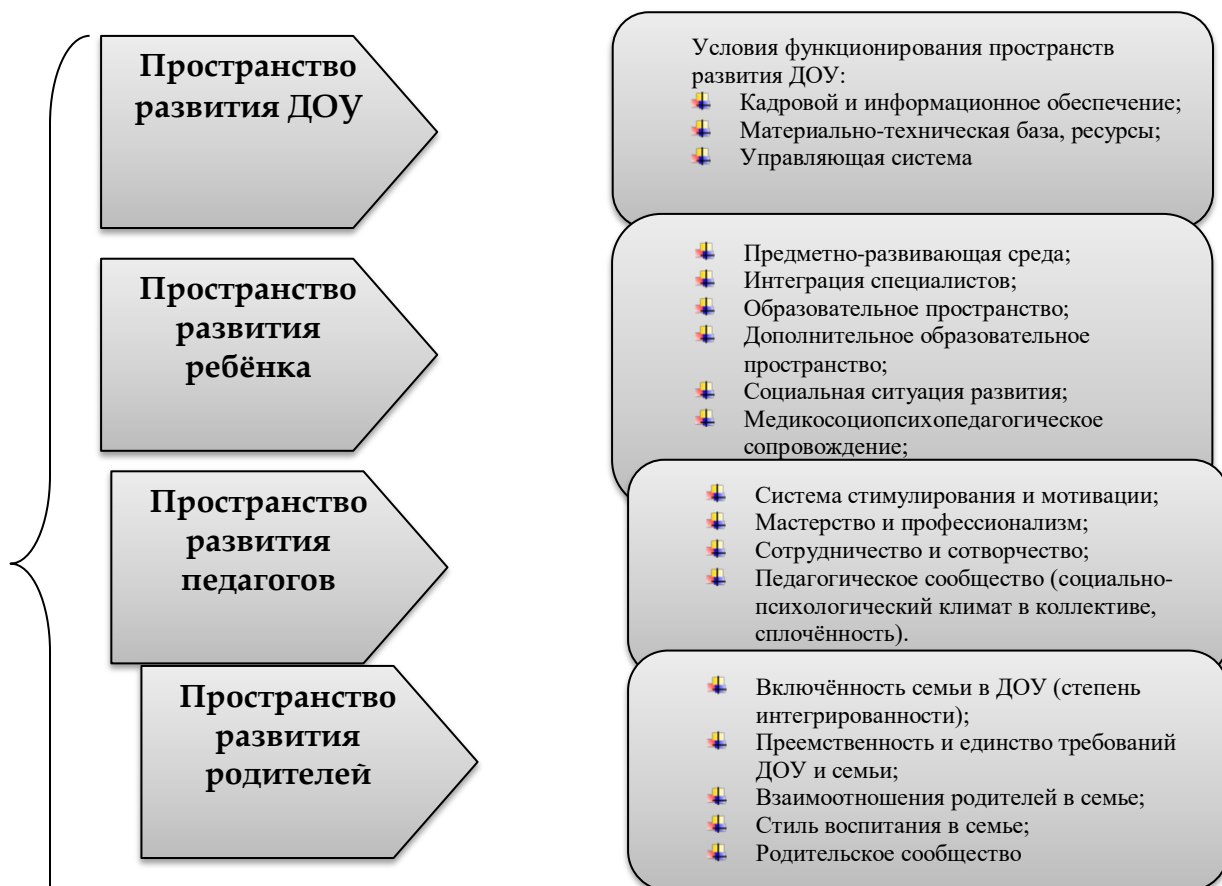 Пространство
развития ДОУ
Условия функционирования пространств
развития ДОУ:
Кадровой и информационное обеспечение;
Материально-техническая база, ресурсы;
Управляющая система
Пространство
развития
ребёнка
Предметно-развивающая среда;
Интеграция специалистов;
Образовательное пространство;
Дополнительное образовательное
пространство;
Социальная ситуация развития;
Медикосоциопсихопедагогическое
сопровождение;
Пространство
развития
педагогов
Система стимулирования и мотивации;
Мастерство и профессионализм;
Сотрудничество и сотворчество;
Педагогическое сообщество (социально-
психологический климат в коллективе,
сплочённость).
Пространство
развития
родителей
Включённость семьи в ДОУ (степень
интегрированности);
Преемственность и единство требований
ДОУ и семьи;
Взаимоотношения родителей в семье;
Стиль воспитания в семье;
Родительское сообщество